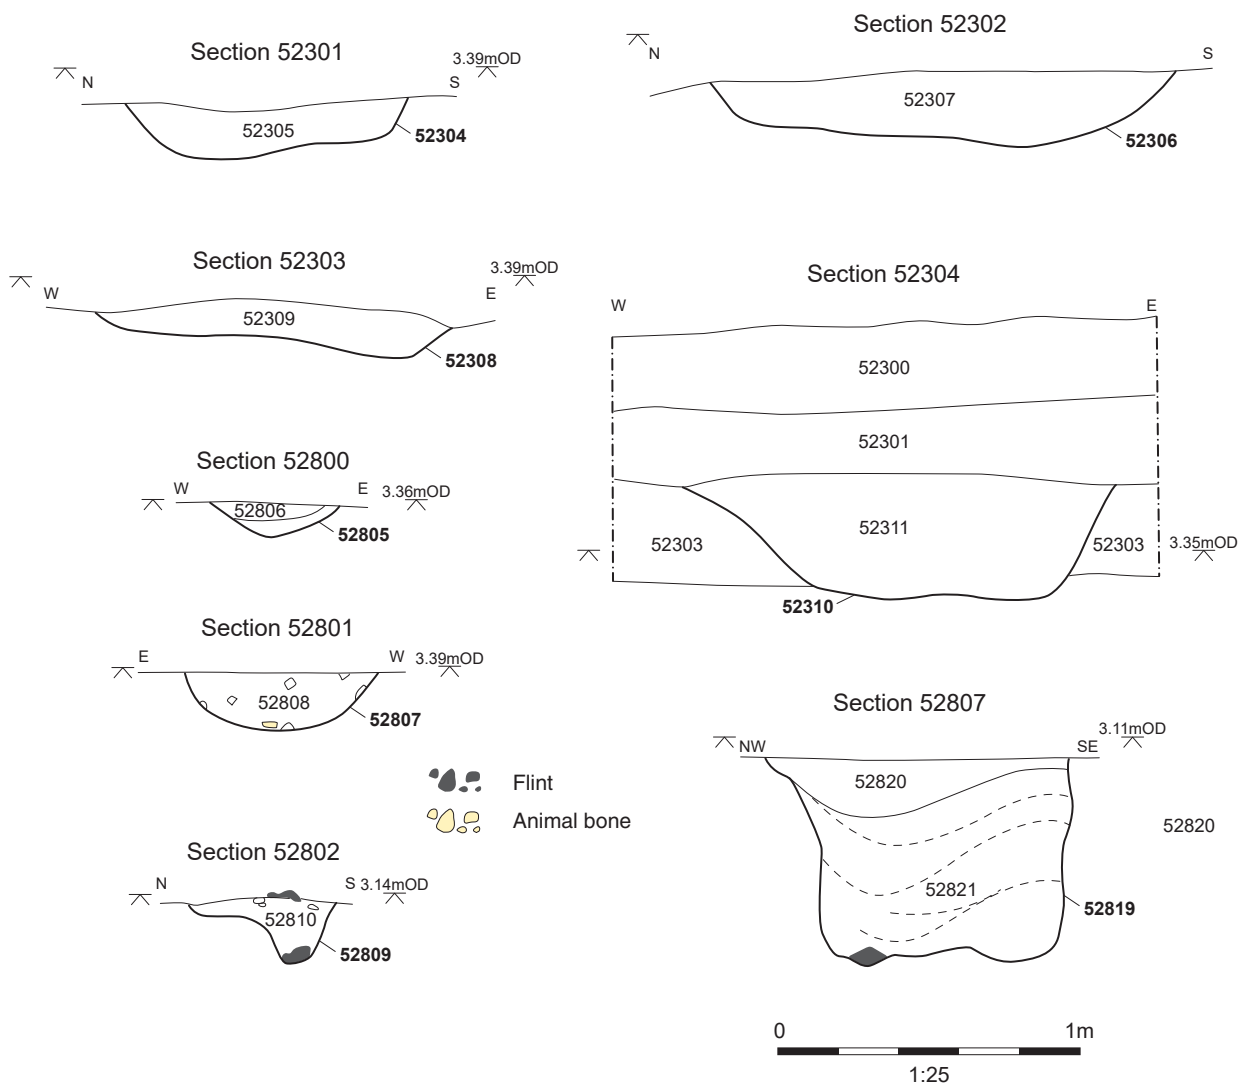 Section 52301
3.39mOD
N
S
52305
52304
Section 52302
N
S
52307
52306
Section 52303
3.39mOD
W
E
52309
52308
Section 52304
W
E
52300
52301
52311
52303
52303
3.35mOD
52310
Section 52800
W
E
3.36mOD
52806
52805
Section 52801
E
W
3.39mOD
52808
52807
Flint
Animal bone
Section 52802
N
S
3.14mOD
52810
52809
Section 52807
3.11mOD
NW
SE
52820
52820
52821
52819
0
1m
1:25